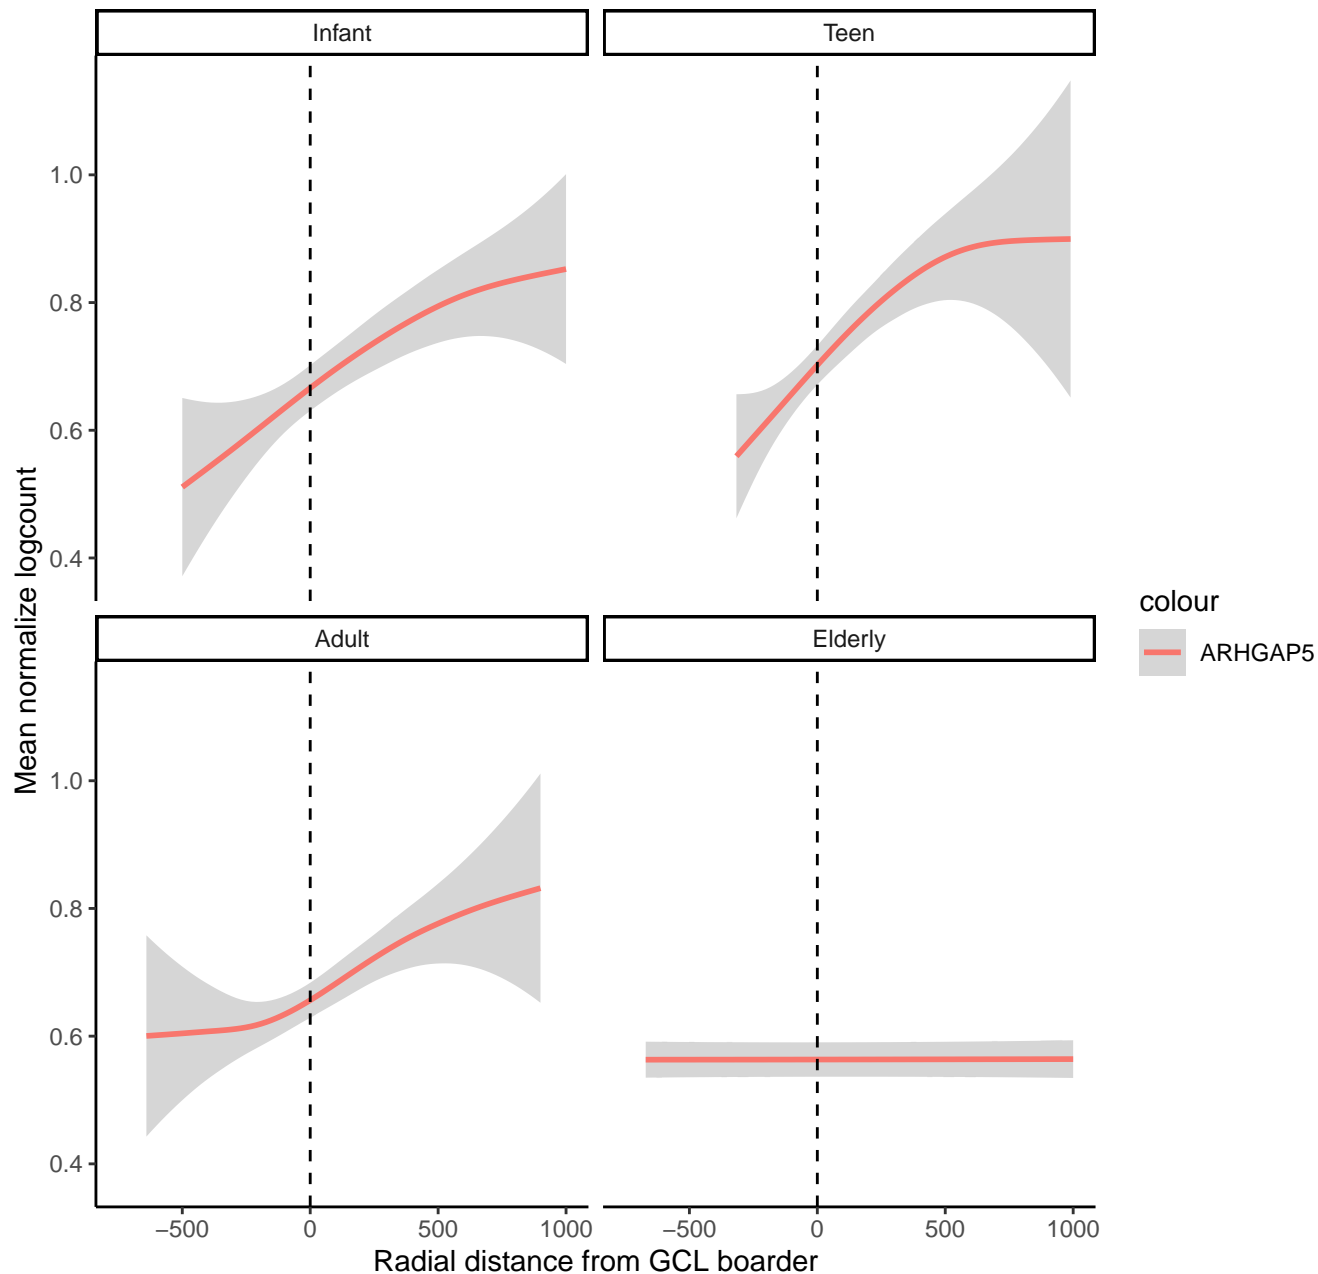 Infant
Teen
1.0
0.8
0.6
0.4
Adult
Elderly
1.0
0.8
0.6
0.4
−500
0
500
1000
−500
0
500
1000
Radial distance from GCL boarder
Mean normalize logcount
colour
ARHGAP5